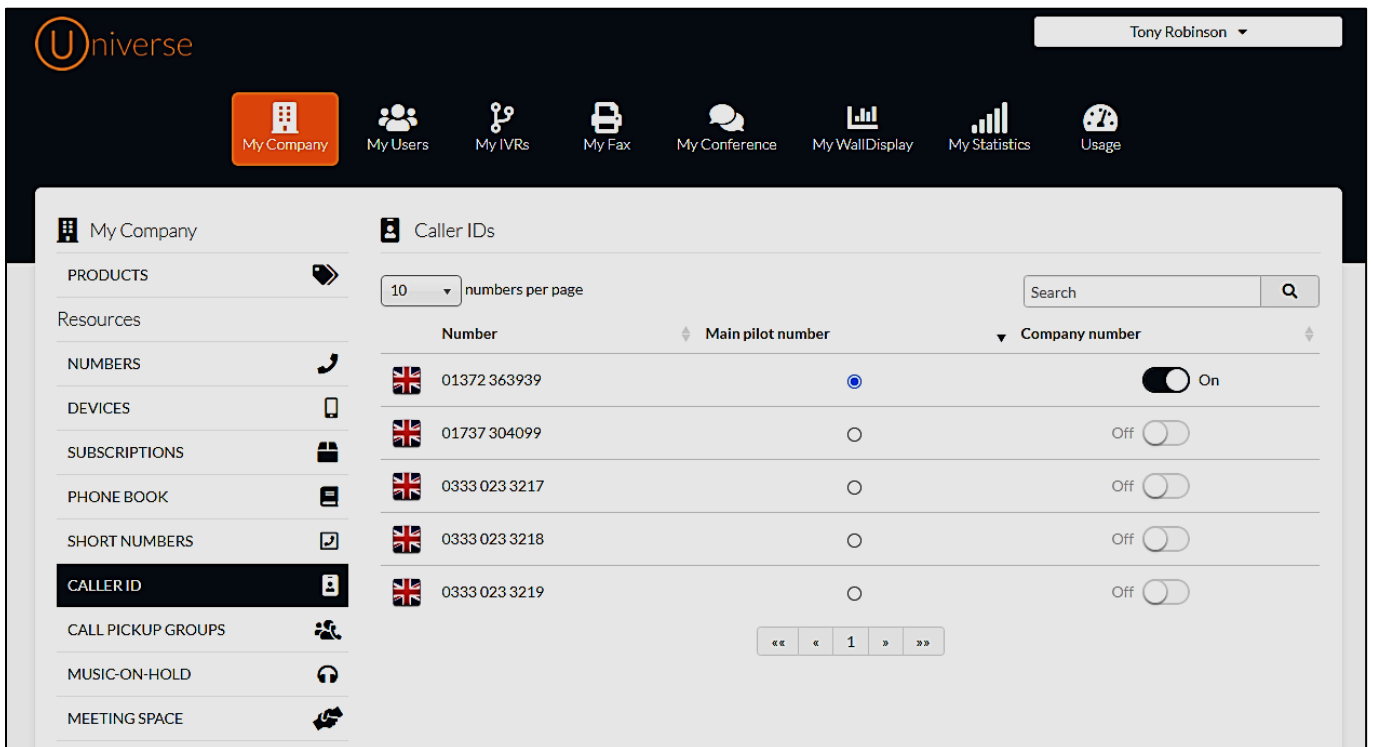 Universe
Tony Robinson
My Company
My Users
My IVRs
My Fax
My Conference
My WallDisplay
My Statistics
Usage
My Company
PRODUCTS
Resources
NUMBERS
DEVICES
SUBSCRIPTIONS
PHONE BOOK
SHORT NUMBERS
CALLER ID
CALL PICKUP GROUPS
MUSIC-ON-HOLD
MEETING SPACE
Caller IDs
10 numbers per page
Search
Number Main pilot number Company number
01372 363939 On
01737 304099 Off
0333 023 3217 Off
0333 023 3218 Off
0333 023 3219 Off
«« « 1 » »»